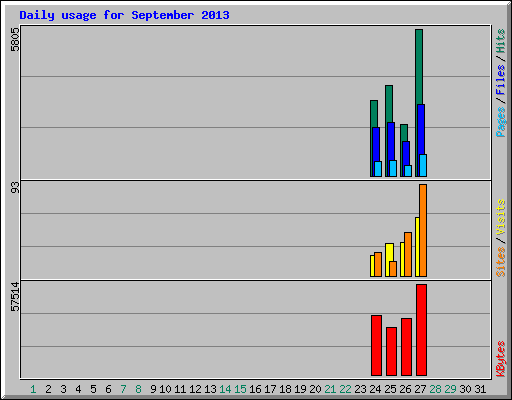 Daily usage for September 2013
5805
93
57514
Pages / Files / Hits
Sites / Visits
KBytes
1 2 3 4 5 6 7 8 9 10 11 12 13 14 15 16 17 18 19 20 21 22 23 24 25 26 27 28 29 30 31